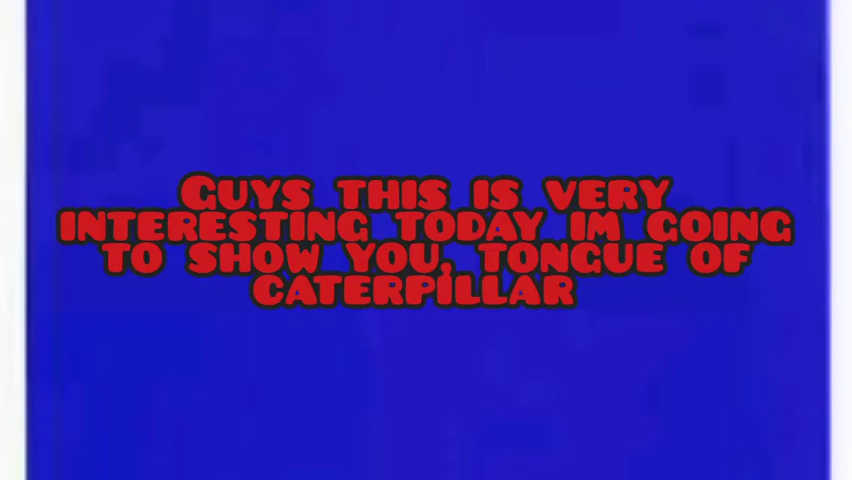 Guys this is very
interesting today im going
to show you, tongue of
caterpillar